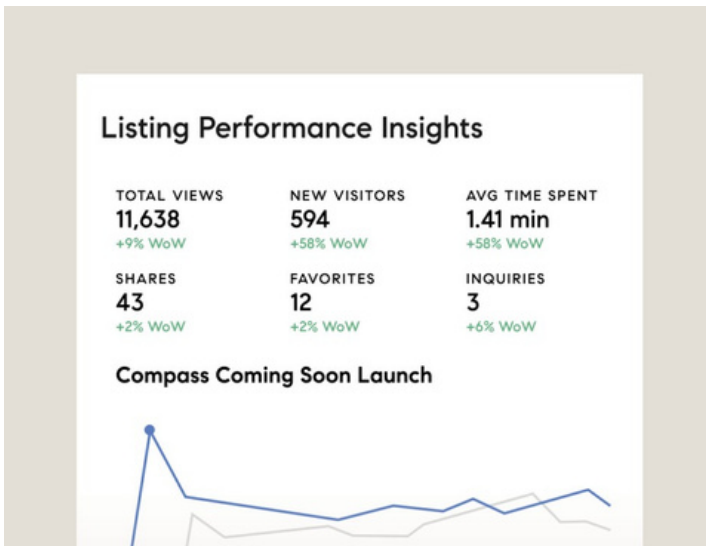 Listing Performance Insights
TOTAL VIEWS
11,638
+9% WoW
NEW VISITORS
594
+58% WoW
AVG TIME SPENT
1.41 min
+58% WoW
SHARES
43
+2% WoW
FAVORITES
12
+2% WoW
INQUIRIES
3
+6% WoW
Compass Coming Soon Launch